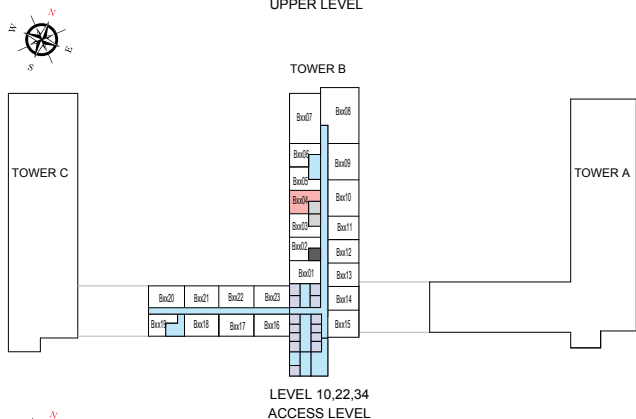 UPPER LEVEL
N
W
E
S
TOWER B
Bxx07
Bxx08
Bxx06
Bxx09
TOWER C
TOWER A
Bxx05
Bxx04
Bxx10
Bxx03
Bxx11
Bxx02
Bxx12
Bxx01
Bxx13
Bxx20 Bxx21 Bxx22 Bxx23
Bxx14
Bxx19 Bxx18 Bxx17 Bxx16
Bxx15
LEVEL 10,22,34
ACCESS LEVEL
N